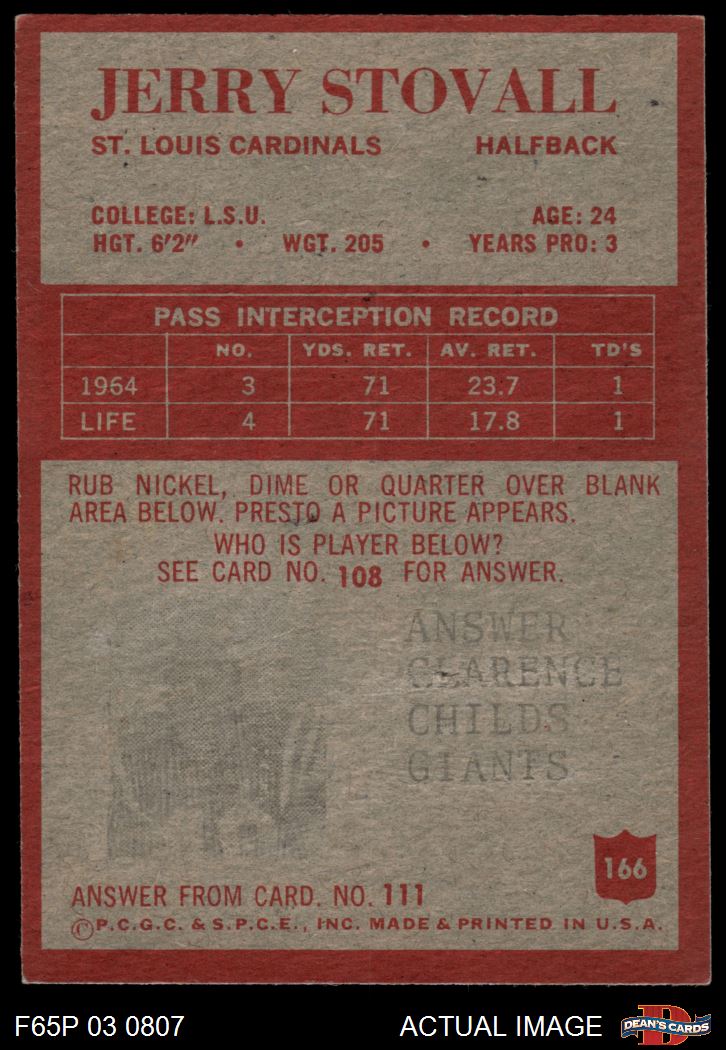 JERRY STOVALL
ST. LOUIS CARDINALS HALFBACK
COLLEGE: L.S.U. AGE: 24
HGT. 6'2" • WGT. 205 • YEARS PRO: 3
PASS INTERCEPTION RECORD
NO. YDS. RET. AV. RET. TD'S
1964 3 71 23.7 1
LIFE 4 71 17.8 1
RUB NICKEL, DIME OR QUARTER OVER BLANK
AREA BELOW. PRESTO A PICTURE APPEARS.
WHO IS PLAYER BELOW?
SEE CARD NO. 108 FOR ANSWER.
ANSWER
CLARENCE
CHILDS
GIANTS
166
ANSWER FROM CARD. NO. 111
©P.C.G.C. & S.P.C.E., INC. MADE & PRINTED IN U.S.A.
F65P 03 0807 ACTUAL IMAGE
D
DEAN'S CARDS